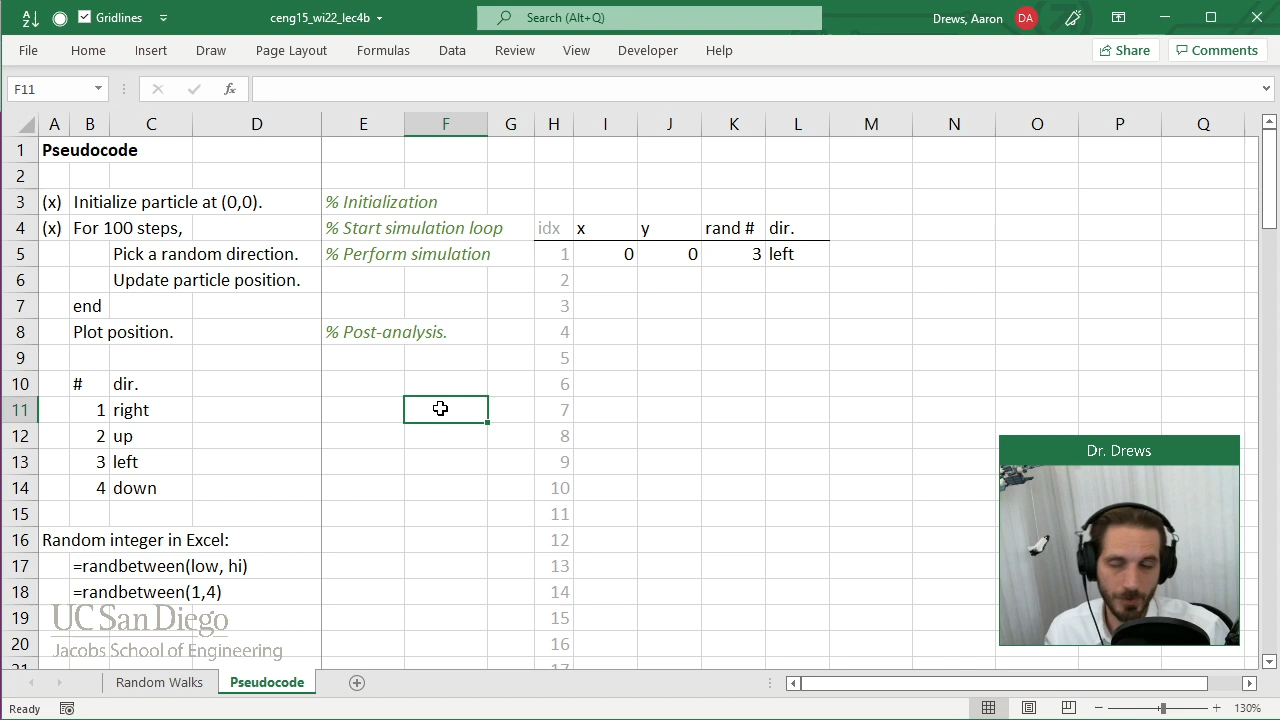 Gridlines
ceng15_wi22_lec4b
Search (Alt+Q)
Drews, Aaron
DA
File Home Insert Draw Page Layout Formulas Data Review View Developer Help
Share
Comments
F11
fx
A B C D E F G H I J K L M N O P Q
1 Pseudocode
2
3 (x) Initialize particle at (0,0). % Initialization
4 (x) For 100 steps, % Start simulation loop idx x y rand # dir.
5 Pick a random direction. % Perform simulation 1 0 0 3 left
6 Update particle position. 2
7 end 3
8 Plot position. % Post-analysis. 4
9 5
10 # dir. 6
11 1 right 7
12 2 up 8
13 3 left 9
14 4 down 10
15 11
16 Random integer in Excel: 12
17 =randbetween(low, hi) 13
18 =randbetween(1,4) 14
19 15
20 16
21 17
UC San Diego
Jacobs School of Engineering
Dr. Drews
Random Walks
Pseudocode
Ready
130%